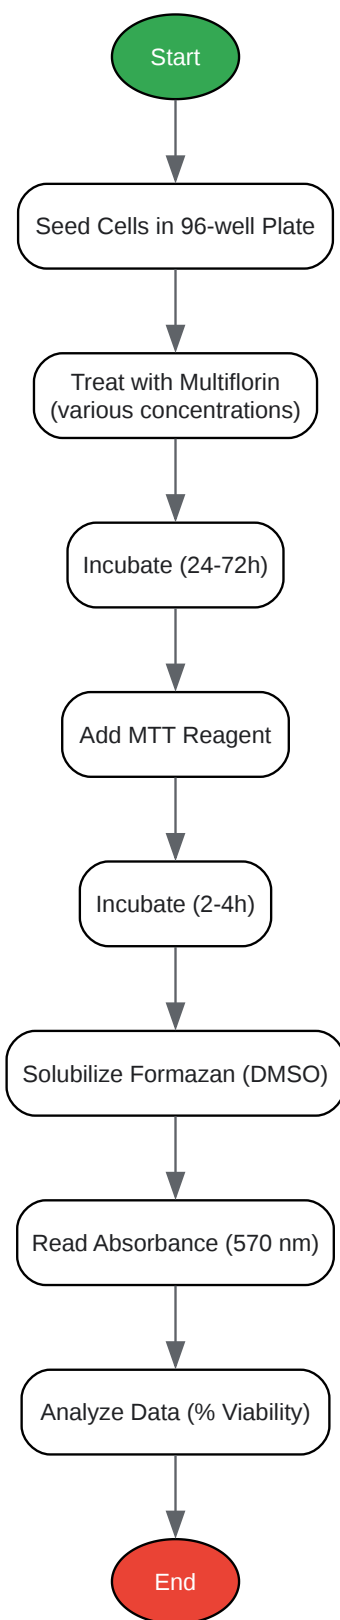 Start
Seed Cells in 96-well Plate
Treat with Multiflorin
(various concentrations)
Incubate (24-72h)
Add MTT Reagent
Incubate (2-4h)
Solubilize Formazan (DMSO)
Read Absorbance (570 nm)
Analyze Data (% Viability)
End